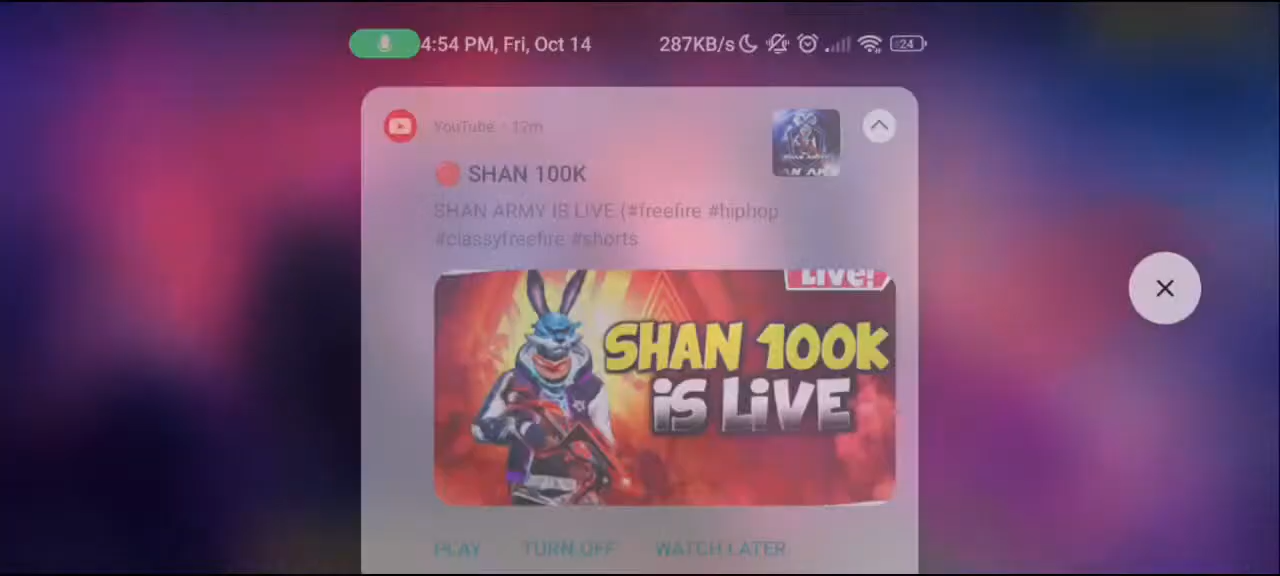 4:54 PM, Fri, Oct 14
287KB/s
24
YouTube · 12m
SHAN 100K
SHAN ARMY IS LIVE (#freefire #hiphop
#classyfreefire #shorts
LIVE!
SHAN 100K
iS LiVE
PLAY TURN OFF WATCH LATER